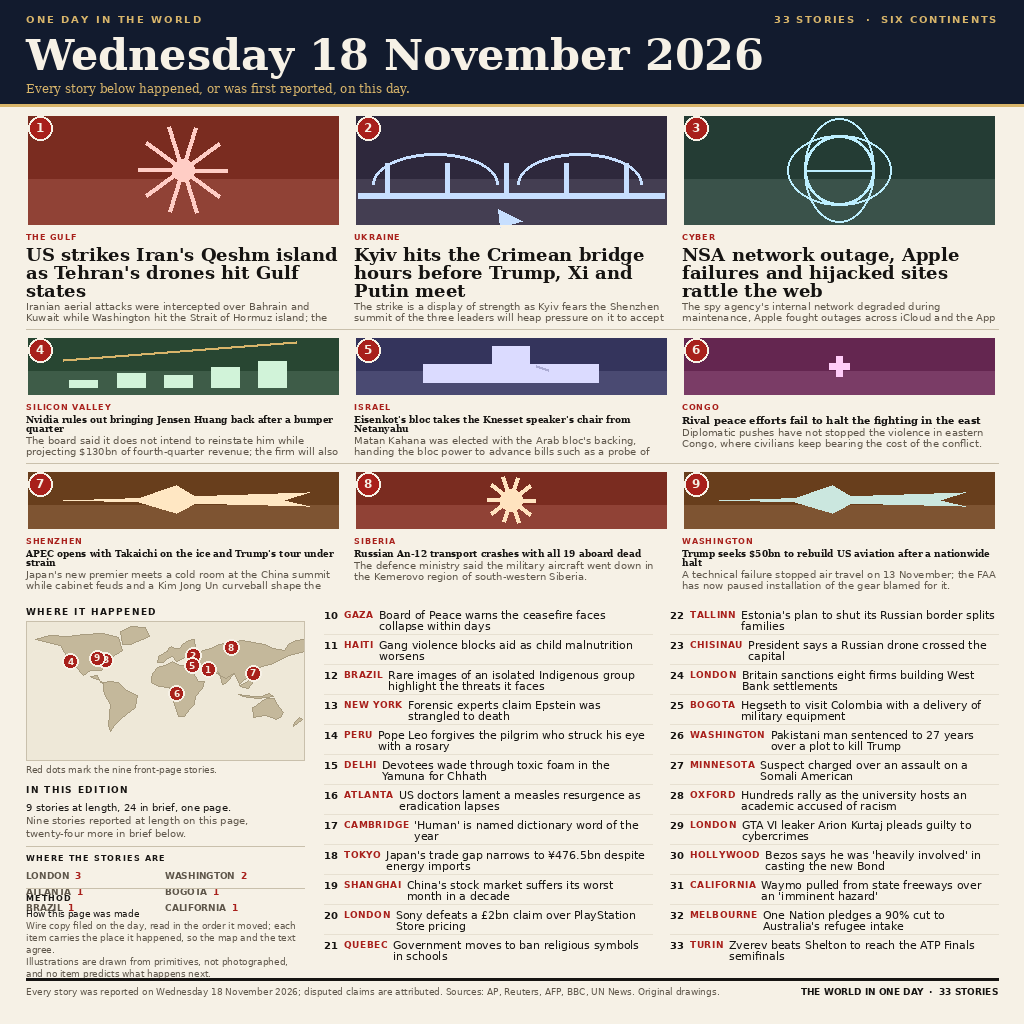 ONE DAY IN THE WORLD
33 STORIES · SIX CONTINENTS
Wednesday 18 November 2026
Every story below happened, or was first reported, on this day.
1
THE GULF
US strikes Iran's Qeshm island
as Tehran's drones hit Gulf
states
Iranian aerial attacks were intercepted over Bahrain and
Kuwait while Washington hit the Strait of Hormuz island; the
2
UKRAINE
Kyiv hits the Crimean bridge
hours before Trump, Xi and
Putin meet
The strike is a display of strength as Kyiv fears the Shenzhen
summit of the three leaders will heap pressure on it to accept
3
CYBER
NSA network outage, Apple
failures and hijacked sites
rattle the web
The spy agency's internal network degraded during
maintenance, Apple fought outages across iCloud and the App
4
SILICON VALLEY
Nvidia rules out bringing Jensen Huang back after a bumper
quarter
The board said it does not intend to reinstate him while
projecting $130bn of fourth-quarter revenue; the firm will also
5
ISRAEL
Eisenkot's bloc takes the Knesset speaker's chair from
Netanyahu
Matan Kahana was elected with the Arab bloc's backing,
handing the bloc power to advance bills such as a probe of
6
CONGO
Rival peace efforts fail to halt the fighting in the east
Diplomatic pushes have not stopped the violence in eastern
Congo, where civilians keep bearing the cost of the conflict.
7
SHENZHEN
APEC opens with Takaichi on the ice and Trump's tour under
strain
Japan's new premier meets a cold room at the China summit
while cabinet feuds and a Kim Jong Un curveball shape the
8
SIBERIA
Russian An-12 transport crashes with all 19 aboard dead
The defence ministry said the military aircraft went down in
the Kemerovo region of south-western Siberia.
9
WASHINGTON
Trump seeks $50bn to rebuild US aviation after a nationwide
halt
A technical failure stopped air travel on 13 November; the FAA
has now paused installation of the gear blamed for it.
WHERE IT HAPPENED
4
9
3
2
5
1
8
7
6
Red dots mark the nine front-page stories.
IN THIS EDITION
9 stories at length, 24 in brief, one page.
Nine stories reported at length on this page,
twenty-four more in brief below.
WHERE THE STORIES ARE
LONDON 3
WASHINGTON 2
ATLANTA 1
BOGOTA 1
BRAZIL 1
CALIFORNIA 1
METHOD
How this page was made
Wire copy filed on the day, read in the order it moved; each
item carries the place it happened, so the map and the text
agree.
Illustrations are drawn from primitives, not photographed,
and no item predicts what happens next.
10 GAZA Board of Peace warns the ceasefire faces
collapse within days
11 HAITI Gang violence blocks aid as child malnutrition
worsens
12 BRAZIL Rare images of an isolated Indigenous group
highlight the threats it faces
13 NEW YORK Forensic experts claim Epstein was
strangled to death
14 PERU Pope Leo forgives the pilgrim who struck his eye
with a rosary
15 DELHI Devotees wade through toxic foam in the
Yamuna for Chhath
16 ATLANTA US doctors lament a measles resurgence as
eradication lapses
17 CAMBRIDGE 'Human' is named dictionary word of the
year
18 TOKYO Japan's trade gap narrows to ¥476.5bn despite
energy imports
19 SHANGHAI China's stock market suffers its worst
month in a decade
20 LONDON Sony defeats a £2bn claim over PlayStation
Store pricing
21 QUEBEC Government moves to ban religious symbols
in schools
22 TALLINN Estonia's plan to shut its Russian border splits
families
23 CHISINAU President says a Russian drone crossed the
capital
24 LONDON Britain sanctions eight firms building West
Bank settlements
25 BOGOTA Hegseth to visit Colombia with a delivery of
military equipment
26 WASHINGTON Pakistani man sentenced to 27 years
over a plot to kill Trump
27 MINNESOTA Suspect charged over an assault on a
Somali American
28 OXFORD Hundreds rally as the university hosts an
academic accused of racism
29 LONDON GTA VI leaker Arion Kurtaj pleads guilty to
cybercrimes
30 HOLLYWOOD Bezos says he was 'heavily involved' in
casting the new Bond
31 CALIFORNIA Waymo pulled from state freeways over
an 'imminent hazard'
32 MELBOURNE One Nation pledges a 90% cut to
Australia's refugee intake
33 TURIN Zverev beats Shelton to reach the ATP Finals
semifinals
Every story was reported on Wednesday 18 November 2026; disputed claims are attributed. Sources: AP, Reuters, AFP, BBC, UN News. Original drawings.
THE WORLD IN ONE DAY · 33 STORIES